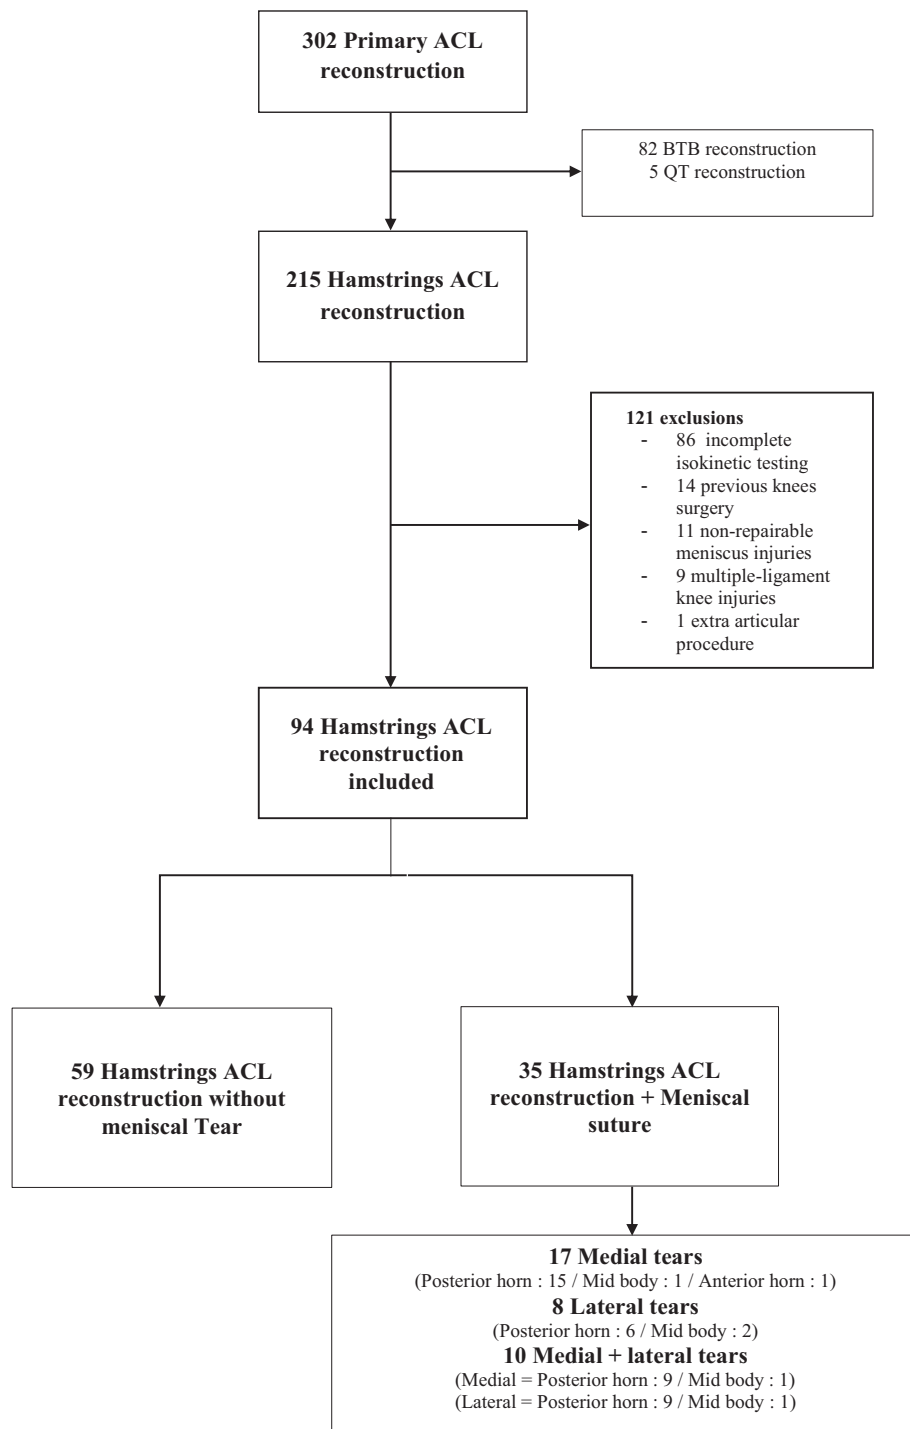 302 Primary ACL
reconstruction
82 BTB reconstruction
5 QT reconstruction
215 Hamstrings ACL
reconstruction
121 exclusions
- 86 incomplete
isokinetic testing
- 14 previous knees
surgery
- 11 non-repairable
meniscus injuries
- 9 multiple-ligament
knee injuries
- 1 extra articular
procedure
94 Hamstrings ACL
reconstruction
included
59 Hamstrings ACL
reconstruction without
meniscal Tear
35 Hamstrings ACL
reconstruction + Meniscal
suture
17 Medial tears
(Posterior horn : 15 / Mid body : 1 / Anterior horn : 1)
8 Lateral tears
(Posterior horn : 6 / Mid body : 2)
10 Medial + lateral tears
(Medial = Posterior horn : 9 / Mid body : 1)
(Lateral = Posterior horn : 9 / Mid body : 1)